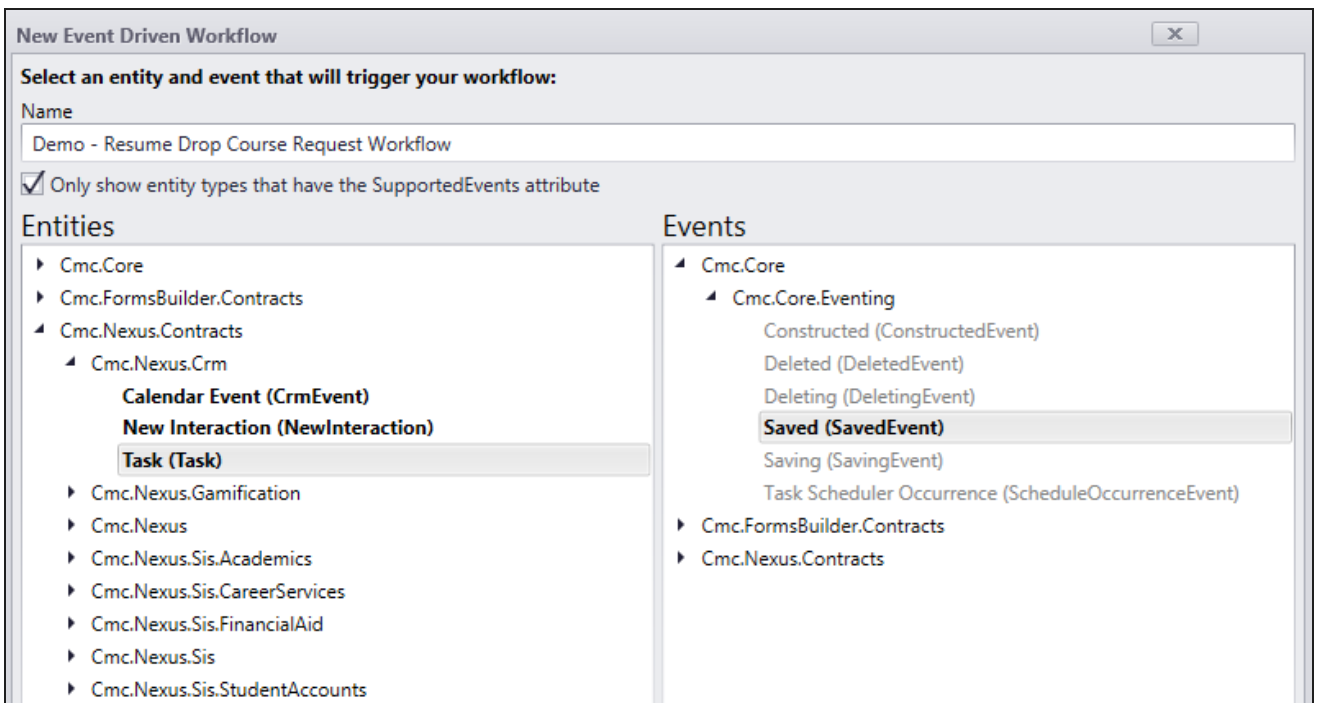 New Event Driven Workflow
Select an entity and event that will trigger your workflow:
Name
Demo - Resume Drop Course Request Workflow
Only show entity types that have the SupportedEvents attribute
Entities
Cmc.Core
Cmc.FormsBuilder.Contracts
Cmc.Nexus.Contracts
Cmc.Nexus.Crm
Calendar Event (CrmEvent)
New Interaction (NewInteraction)
Task (Task)
Cmc.Nexus.Gamification
Cmc.Nexus
Cmc.Nexus.Sis.Academics
Cmc.Nexus.Sis.CareerServices
Cmc.Nexus.Sis.FinancialAid
Cmc.Nexus.Sis
Cmc.Nexus.Sis.StudentAccounts
Events
Cmc.Core
Cmc.Core.Eventing
Constructed (ConstructedEvent)
Deleted (DeletedEvent)
Deleting (DeletingEvent)
Saved (SavedEvent)
Saving (SavingEvent)
Task Scheduler Occurrence (ScheduleOccurrenceEvent)
Cmc.FormsBuilder.Contracts
Cmc.Nexus.Contracts